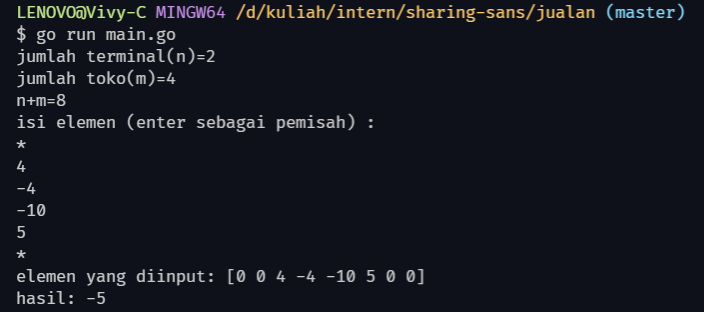 LENOVO@Vivy-C MINGW64 /d/kuliah/intern/sharing-sans/jualan (master)
$ go run main.go
jumlah terminal(n)=2
jumlah toko(m)=4
n+m=8
isi elemen (enter sebagai pemisah) :
*
4
-4
-10
5
*
elemen yang diinput: [0 0 4 -4 -10 5 0 0]
hasil: -5